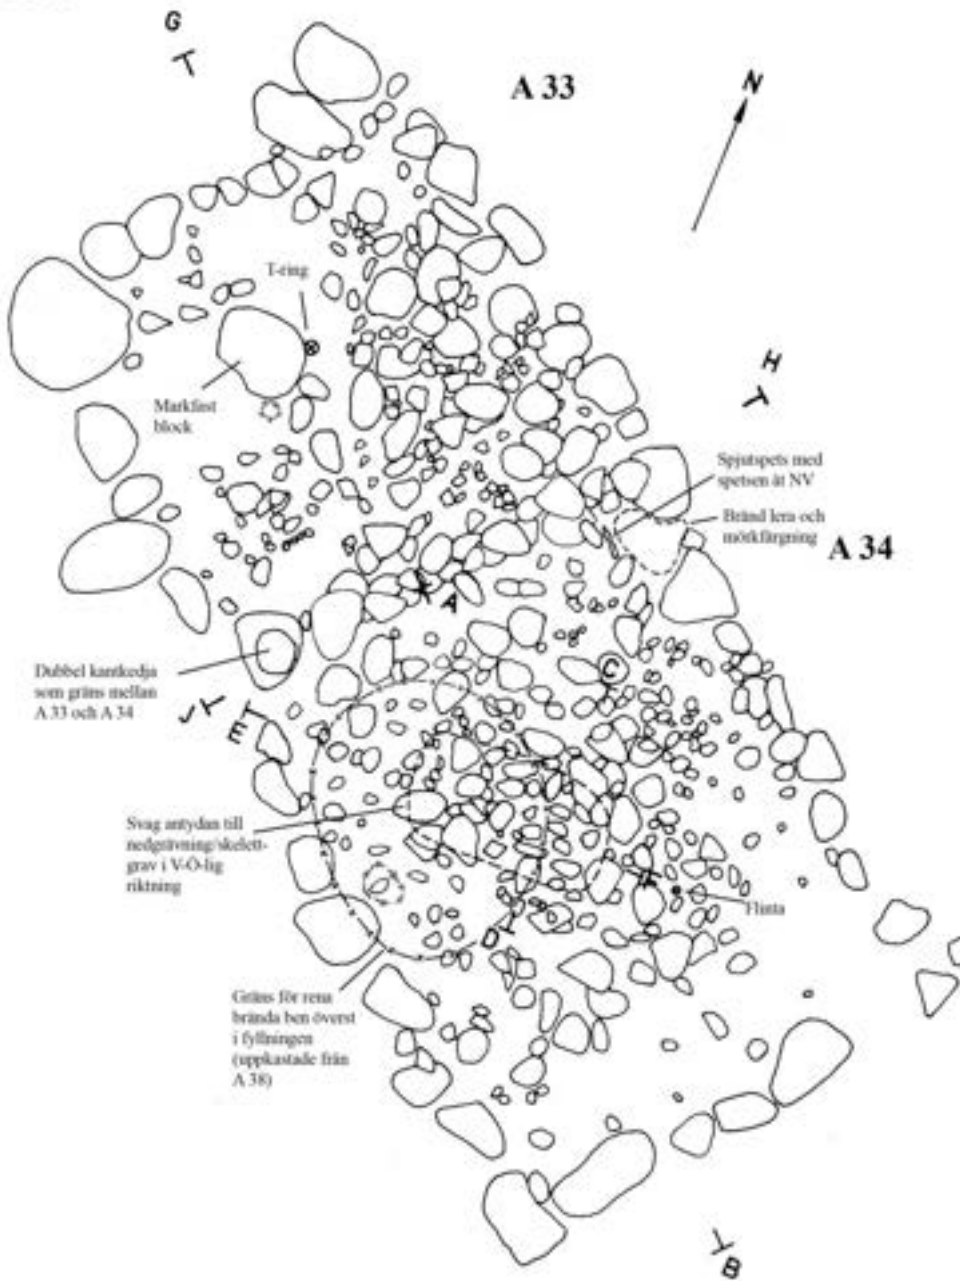 G
A 33
N
T-ring
H
Markfast
block
Spjutspets med
spetsen åt NV
Bränd lera och
mörkfärgning
A 34
A
C
Dubbel kantkedja
som gräns mellan
A 33 och A 34
J
E
Svag antydan till
nedgrävning/skelett-
grav i V-Ö-lig
riktning
Flinta
D
Gräns för rena
brända ben överst
i fyllningen
(uppkastade från
A 38)
B